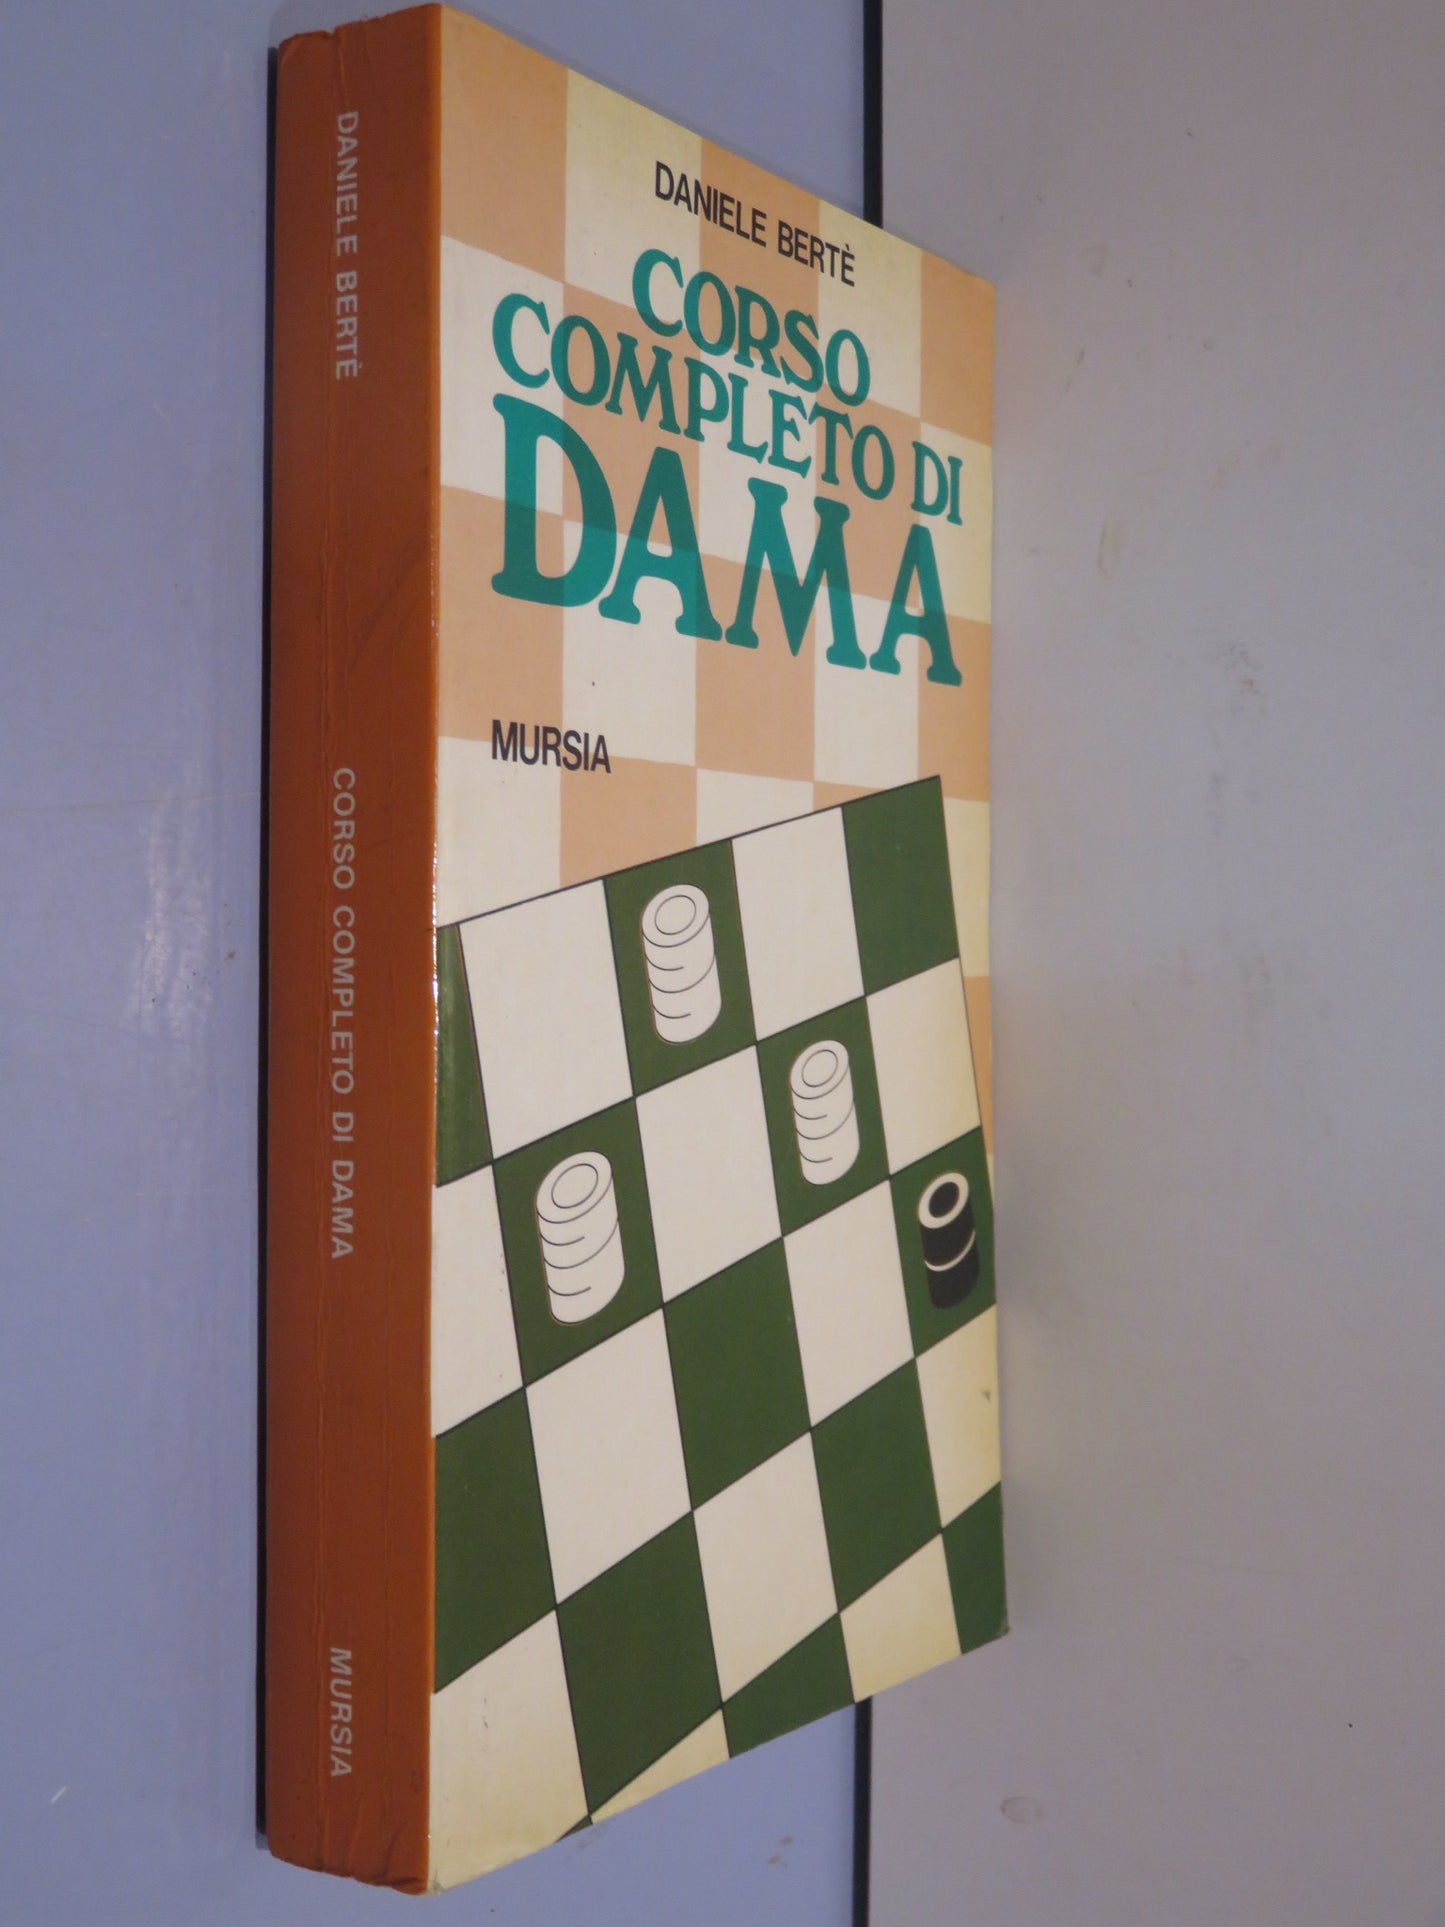 DANIELE BERTÈ
CORSO COMPLETO DI DAMA
MURSIA
DANIELE BERTÈ
CORSO
COMPLETO DI
DAMA
MURSIA